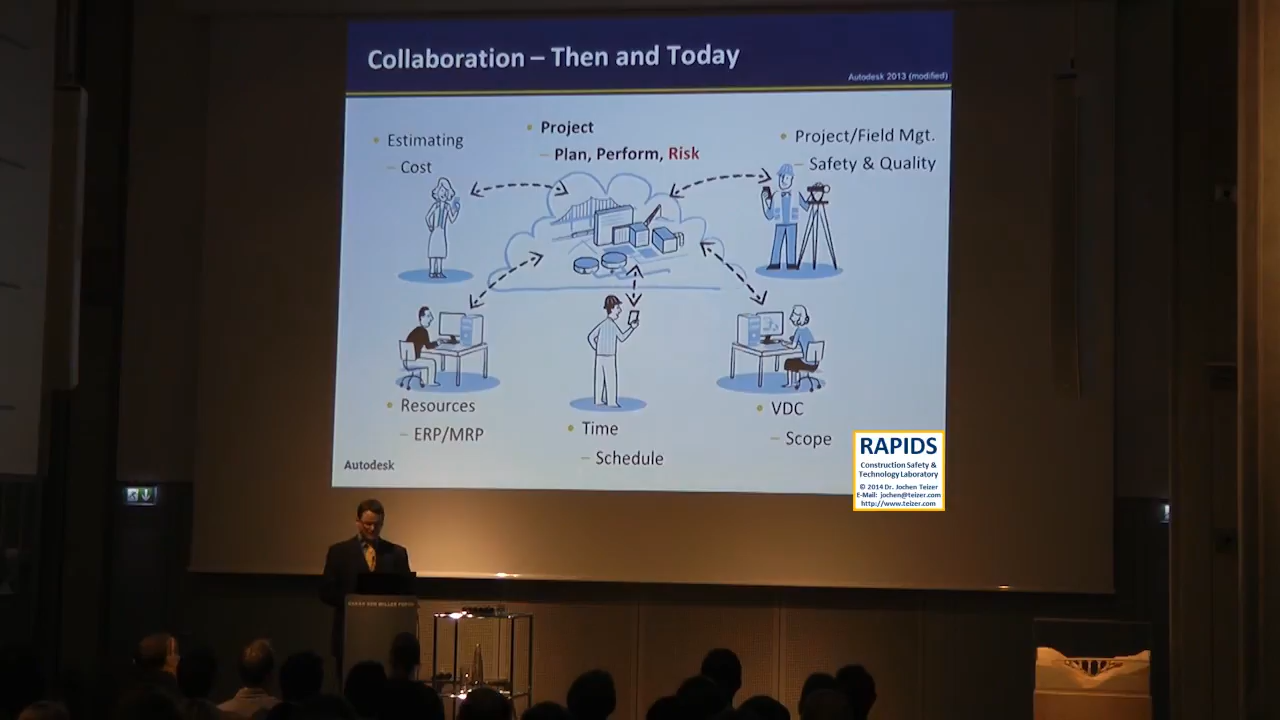 Collaboration – Then and Today
Autodesk 2013 (modified)
• Estimating
– Cost
• Project
– Plan, Perform, Risk
• Project/Field Mgt.
– Safety & Quality
• Resources
– ERP/MRP
• Time
– Schedule
• VDC
– Scope
Autodesk
RAPIDS
Construction Safety &
Technology Laboratory
© 2014 Dr. Jochen Teizer
E-Mail: jochen@teizer.com
http://www.teizer.com